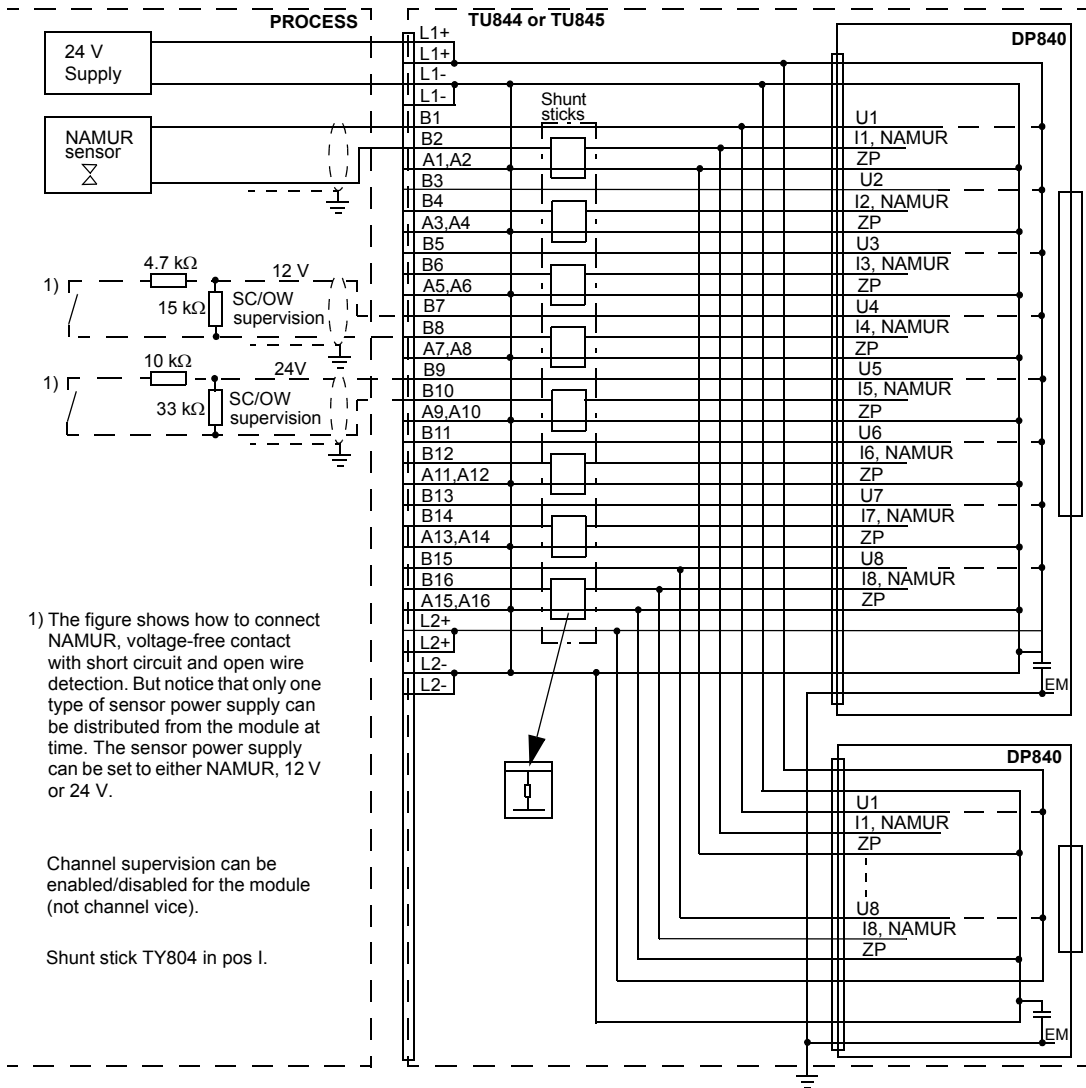 PROCESS
TU844 or TU845
DP840
24 V
Supply
L1+
L1+
L1-
L1-
Shunt
sticks
NAMUR
sensor
B1
B2
A1,A2
B3
B4
A3,A4
B5
B6
A5,A6
B7
B8
A7,A8
B9
B10
A9,A10
B11
B12
A11,A12
B13
B14
A13,A14
B15
B16
A15,A16
L2+
L2+
L2-
L2-
U1
I1, NAMUR
ZP
U2
I2, NAMUR
ZP
U3
I3, NAMUR
ZP
U4
I4, NAMUR
ZP
U5
I5, NAMUR
ZP
U6
I6, NAMUR
ZP
U7
I7, NAMUR
ZP
U8
I8, NAMUR
ZP
EM
1)
4.7 kΩ
12 V
15 kΩ
SC/OW
supervision
1)
10 kΩ
24V
33 kΩ
SC/OW
supervision
1) The figure shows how to connect
NAMUR, voltage-free contact
with short circuit and open wire
detection. But notice that only one
type of sensor power supply can
be distributed from the module at
time. The sensor power supply
can be set to either NAMUR, 12 V
or 24 V.
Channel supervision can be
enabled/disabled for the module
(not channel vice).
Shunt stick TY804 in pos I.
DP840
U1
I1, NAMUR
ZP
U8
I8, NAMUR
ZP
EM